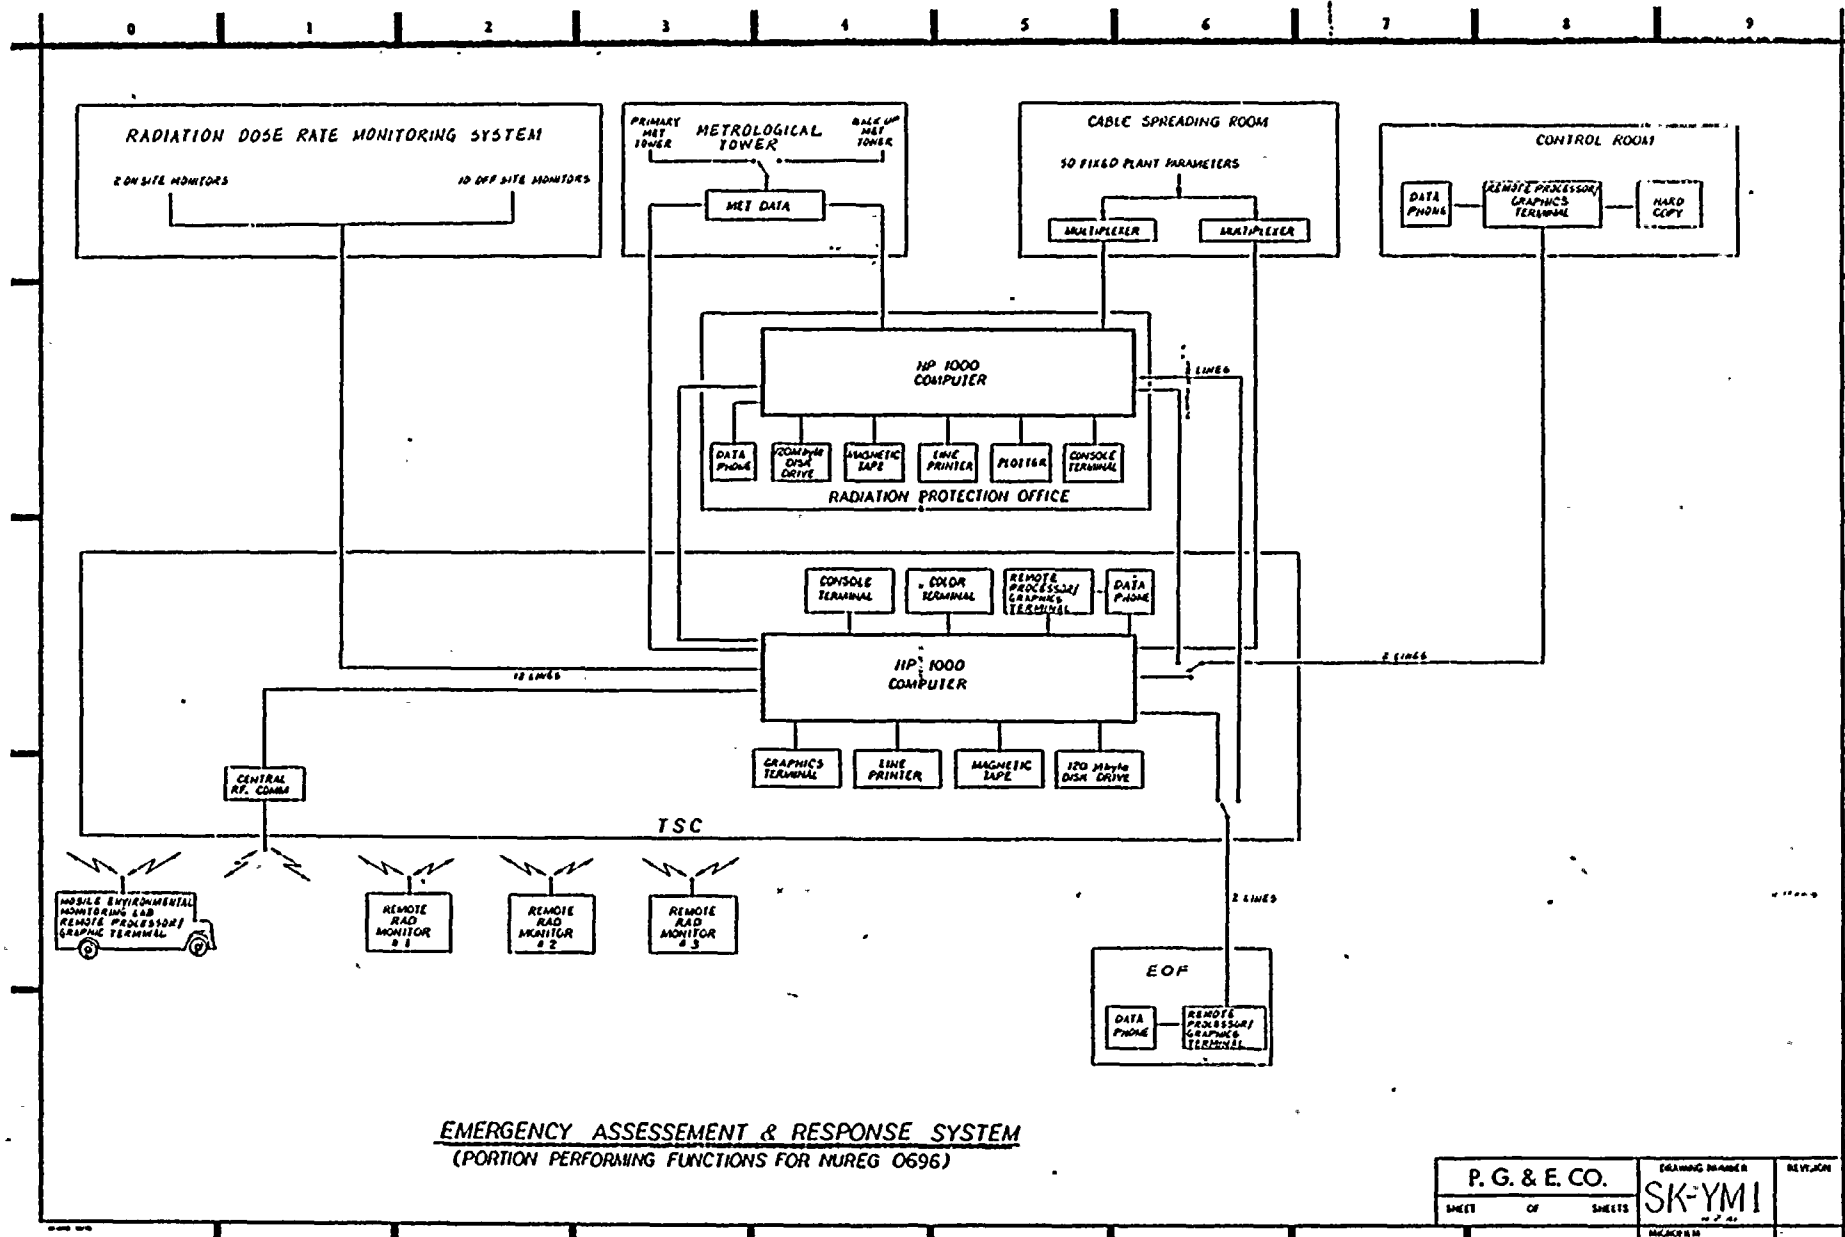 0 1 2 3 4 5 6 7 8 9
RADIATION DOSE RATE MONITORING SYSTEM
2 ON SITE MONITORS
10 OFF SITE MONITORS
PRIMARY
MET
TOWER
METROLOGICAL
TOWER
BACK UP
MET
TOWER
MET DATA
CABLE SPREADING ROOM
50 FIXED PLANT PARAMETERS
MULTIPLEXER
MULTIPLEXER
CONTROL ROOM
DATA
PHONE
REMOTE PROCESSOR/
GRAPHICS
TERMINAL
HARD
COPY
HP 1000
COMPUTER
LINES
DATA
PHONE
120 Mbyte
DISK
DRIVE
MAGNETIC
TAPE
LINE
PRINTER
PLOTTER
CONSOLE
TERMINAL
RADIATION PROTECTION OFFICE
CONSOLE
TERMINAL
COLOR
TERMINAL
REMOTE
PROCESSOR/
GRAPHICS
TERMINAL
DATA
PHONE
HP 1000
COMPUTER
12 LINES
2 LINES
GRAPHICS
TERMINAL
LINE
PRINTER
MAGNETIC
TAPE
120 Mbyte
DISK DRIVE
CENTRAL
RF. COMM
TSC
MOBILE ENVIRONMENTAL
MONITORING LAB
REMOTE PROCESSOR/
GRAPHIC TERMINAL
REMOTE
RAD
MONITOR
#1
REMOTE
RAD
MONITOR
#2
REMOTE
RAD
MONITOR
#3
2 LINES
EOF
DATA
PHONE
REMOTE
PROCESSOR/
GRAPHICS
TERMINAL
EMERGENCY ASSESSEMENT & RESPONSE SYSTEM
(PORTION PERFORMING FUNCTIONS FOR NUREG 0696)
P. G. & E. CO.
SHEET OF SHEETS
DRAWING NUMBER
SK-YM1
REVISION
MICROFILM